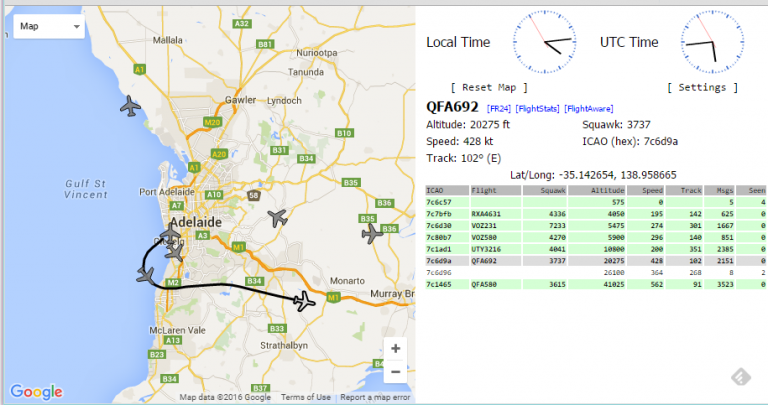 Map
Mallala
A32
B81
Nuriootpa
Tanunda
A1
Gawler
Lyndoch
B10
M20
B31
B34
A1
B35
Gulf St
Vincent
Port Adelaide
A10
58
A7
Adelaide
A3
M1
B35
B36
B34
M2
Monarto
M1
Murray Br
McLaren Vale
A13
B33
B23
Strathalbyn
B34
B37
+
−
Google
Map data ©2016 Google
Terms of Use
Report a map error
Local Time
UTC Time
[ Reset Map ]
[ Settings ]
QFA692 [FR24] [FlightStats] [FlightAware]
Altitude: 20275 ft Squawk: 3737
Speed: 428 kt ICAO (hex): 7c6d9a
Track: 102° (E)
Lat/Long: -35.142654, 138.958665
ICAO Flight Squawk Altitude Speed Track Msgs Seen
7c6c57 575 0 5 4
7c7bfb RXA4631 4336 4050 195 142 625 0
7c6d30 VOZ231 7233 5475 274 301 1667 0
7c80b7 VOZ580 4270 5900 296 140 851 0
7c1ad1 UTY3216 4041 10800 200 351 2385 0
7c6d9a QFA692 3737 20275 428 102 2151 0
7c6d96 26100 364 268 8 2
7c1465 QFA580 3615 41025 562 91 3523 0